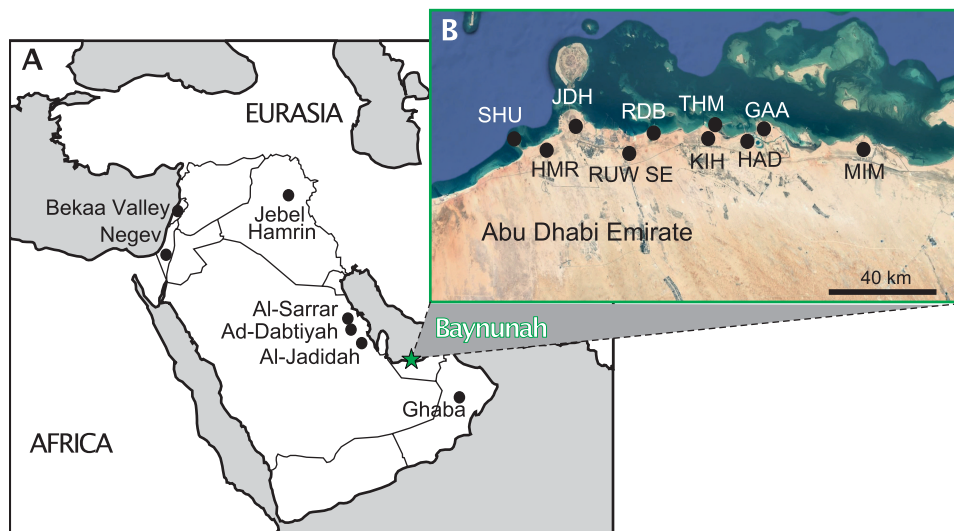 A
EURASIA
Bekaa Valley
Negev
Jebel
Hamrin
Al-Sarrar
Ad-Dabtiyah
Al-Jadidah
Baynunah
Ghaba
AFRICA
B
SHU
JDH
RDB
THM
GAA
HMR
RUW SE
KIH
HAD
MIM
Abu Dhabi Emirate
40 km